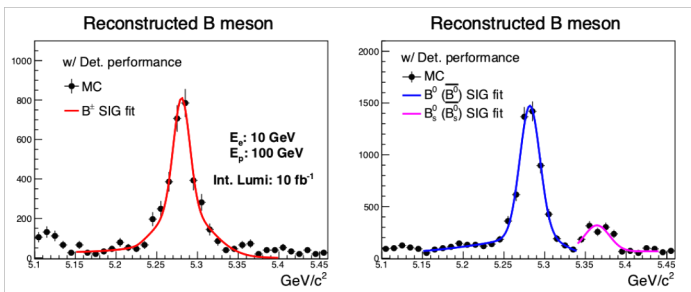 Reconstructed B meson
w/ Det. performance
MC
B± SIG fit
Eₑ: 10 GeV
Eₚ: 100 GeV
Int. Lumi: 10 fb⁻¹
1000
800
600
400
200
0
5.1 5.15 5.2 5.25 5.3 5.35 5.4 5.45
GeV/c²
Reconstructed B meson
w/ Det. performance
MC
B⁰ (B̅⁰) SIG fit
B⁰ₛ (B̅⁰ₛ) SIG fit
2000
1500
1000
500
0
5.1 5.15 5.2 5.25 5.3 5.35 5.4 5.45
GeV/c²